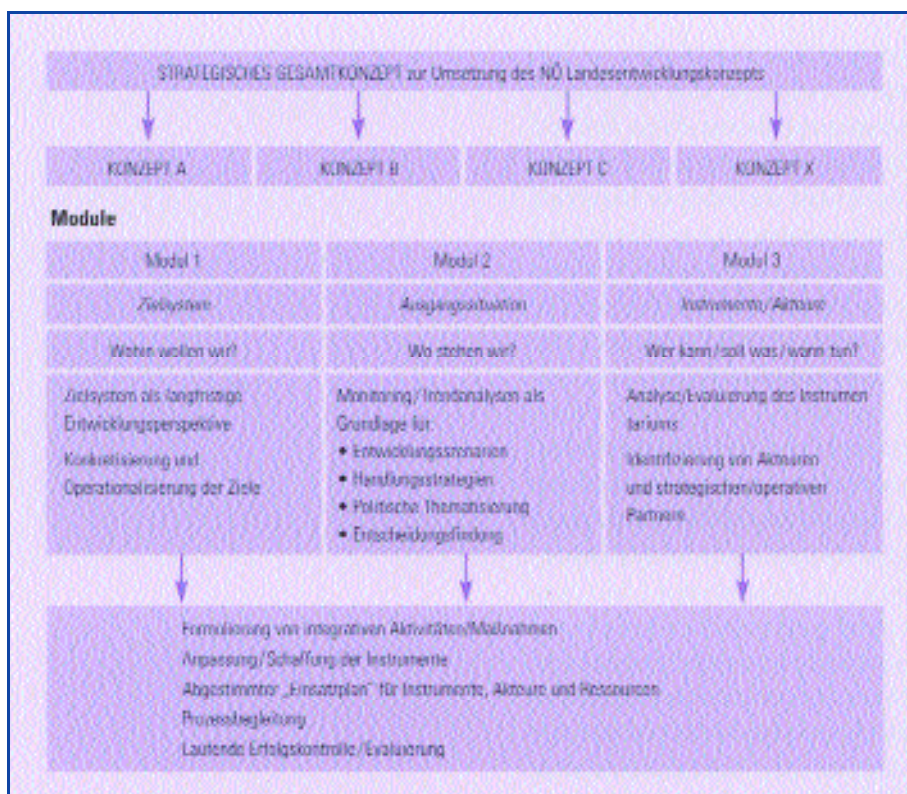 STRATEGISCHES GESAMTKONZEPT zur Umsetzung des NÖ Landesentwicklungskonzepts
KONZEPT A
KONZEPT B
KONZEPT C
KONZEPT X
Module
Modul 1
Modul 2
Modul 3
Zielsystem
Ausgangssituation
Instrumente/Akteure
Wohin wollen wir?
Wo stehen wir?
Wer kann/soll was/wann tun?
Zielsystem als langfristige
Entwicklungsperspektive
Konkretisierung und
Operationalisierung der Ziele
Monitoring/Trendanalysen als
Grundlage für:
• Entwicklungsszenarien
• Handlungsstrategien
• Politische Thematisierung
• Entscheidungsfindung
Analyse/Evaluierung des Instrumen
tariums
Identifizierung von Akteuren
und strategischen/operativen
Partnern
Formulierung von integrativen Aktivitäten/Maßnahmen
Anpassung/Schaffung der Instrumente
Abgestimmter „Einsatzplan" für Instrumente, Akteure und Ressourcen
Prozessbegleitung
Laufende Erfolgskontrolle/Evaluierung